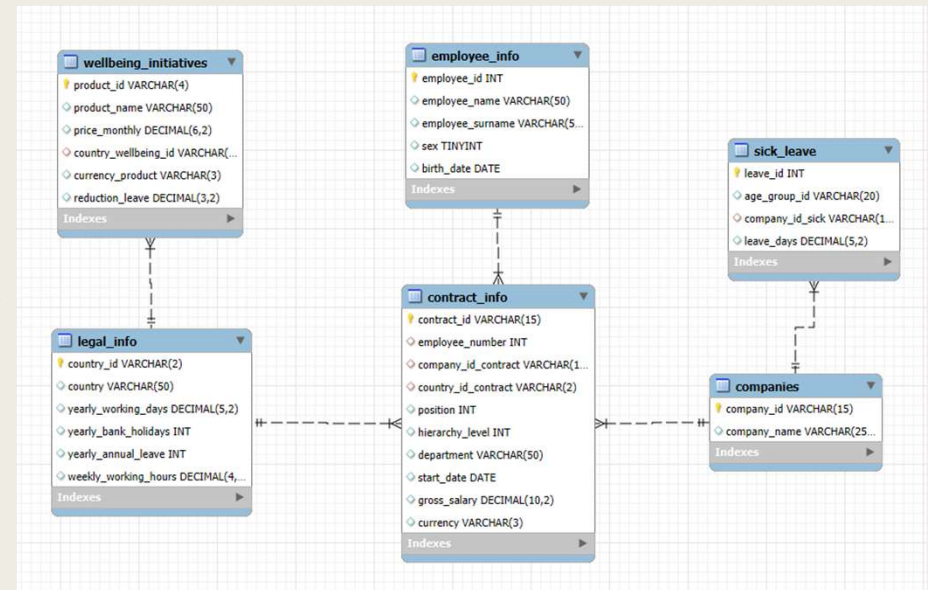 wellbeing_initiatives
product_id VARCHAR(4)
product_name VARCHAR(50)
price_monthly DECIMAL(6,2)
country_wellbeing_id VARCHAR(...
currency_product VARCHAR(3)
reduction_leave DECIMAL(3,2)
Indexes
employee_info
employee_id INT
employee_name VARCHAR(50)
employee_surname VARCHAR(5...
sex TINYINT
birth_date DATE
Indexes
sick_leave
leave_id INT
age_group_id VARCHAR(20)
company_id_sick VARCHAR(1...
leave_days DECIMAL(5,2)
Indexes
legal_info
country_id VARCHAR(2)
country VARCHAR(50)
yearly_working_days DECIMAL(5,2)
yearly_bank_holidays INT
yearly_annual_leave INT
weekly_working_hours DECIMAL(4,...
Indexes
contract_info
contract_id VARCHAR(15)
employee_number INT
company_id_contract VARCHAR(1...
country_id_contract VARCHAR(2)
position INT
hierarchy_level INT
department VARCHAR(50)
start_date DATE
gross_salary DECIMAL(10,2)
currency VARCHAR(3)
Indexes
companies
company_id VARCHAR(15)
company_name VARCHAR(25...
Indexes